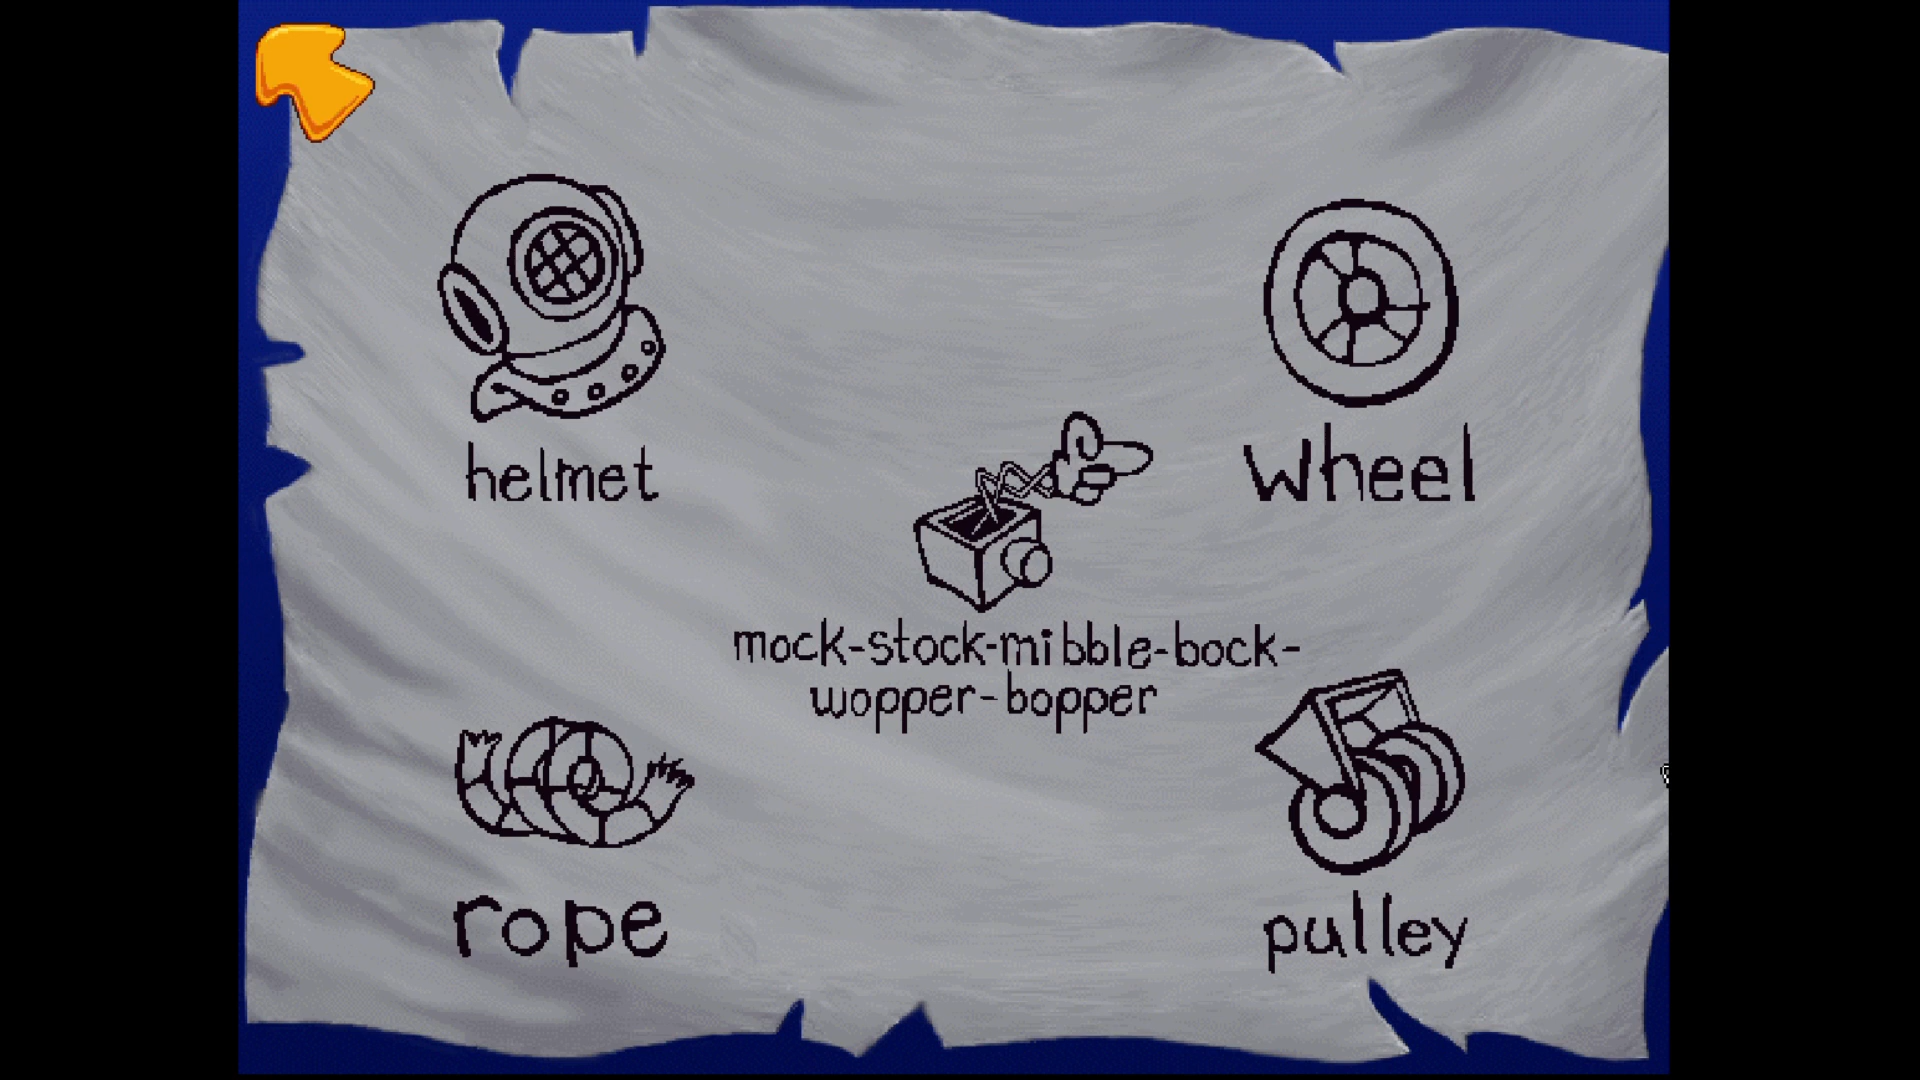 helmet
wheel
mock-stock-mibble-bock-
wopper-bopper
rope
pulley